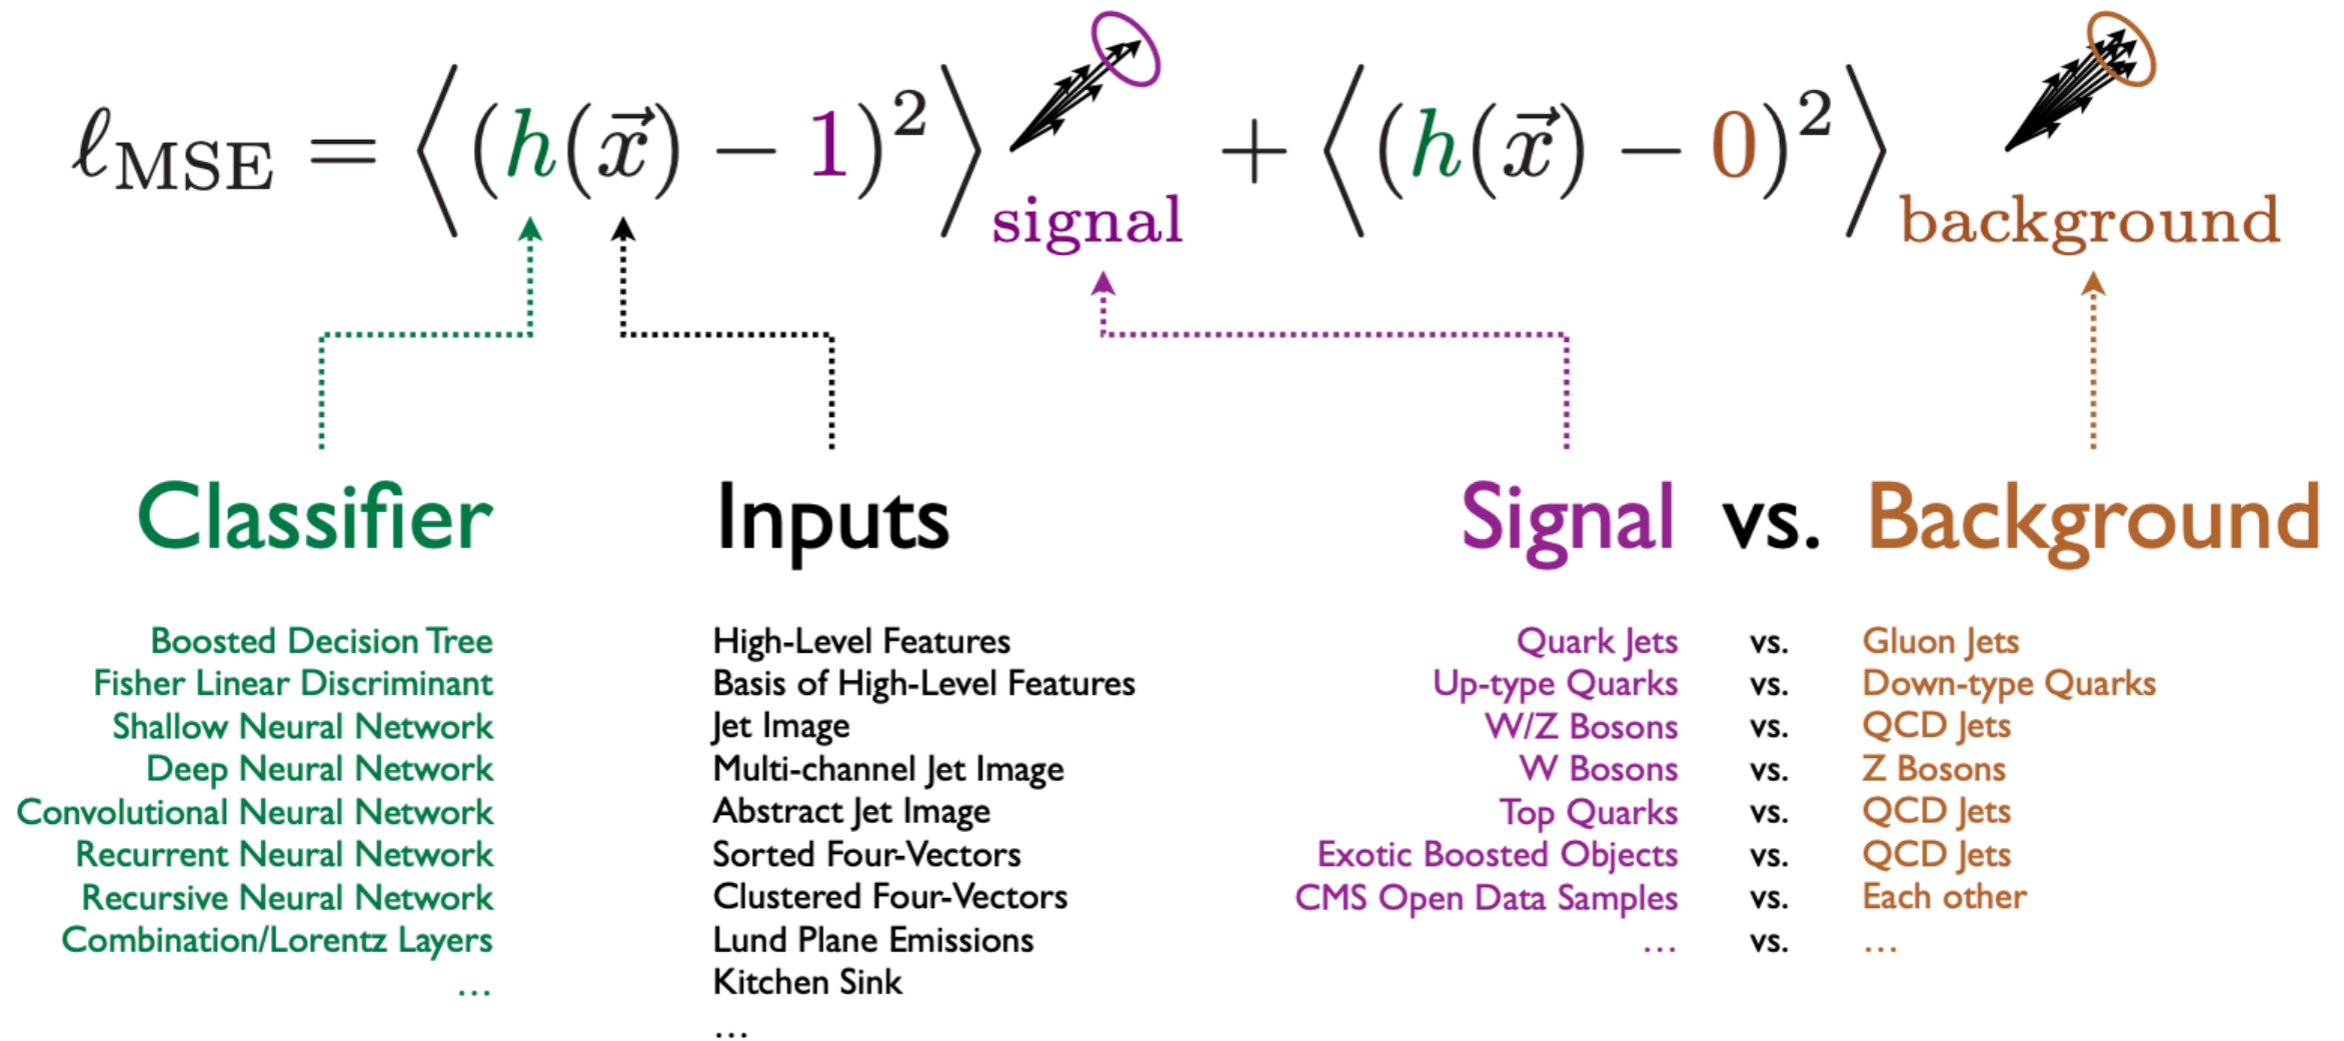 ℓMSE = ⟨(h(x⃗) − 1)²⟩signal + ⟨(h(x⃗) − 0)²⟩background
Classifier
Boosted Decision Tree
Fisher Linear Discriminant
Shallow Neural Network
Deep Neural Network
Convolutional Neural Network
Recurrent Neural Network
Recursive Neural Network
Combination/Lorentz Layers
...
Inputs
High-Level Features
Basis of High-Level Features
Jet Image
Multi-channel Jet Image
Abstract Jet Image
Sorted Four-Vectors
Clustered Four-Vectors
Lund Plane Emissions
Kitchen Sink
...
Signal vs. Background
Quark Jets vs. Gluon Jets
Up-type Quarks vs. Down-type Quarks
W/Z Bosons vs. QCD Jets
W Bosons vs. Z Bosons
Top Quarks vs. QCD Jets
Exotic Boosted Objects vs. QCD Jets
CMS Open Data Samples vs. Each other
... vs. ...